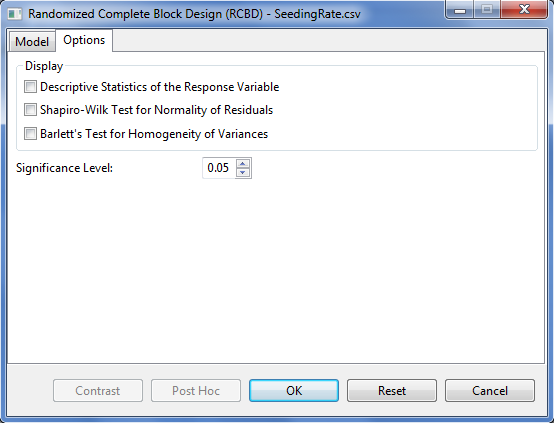 Randomized Complete Block Design (RCBD) - SeedingRate.csv
Model Options
Display
Descriptive Statistics of the Response Variable
Shapiro-Wilk Test for Normality of Residuals
Barlett's Test for Homogeneity of Variances
Significance Level: 0.05
Contrast Post Hoc OK Reset Cancel